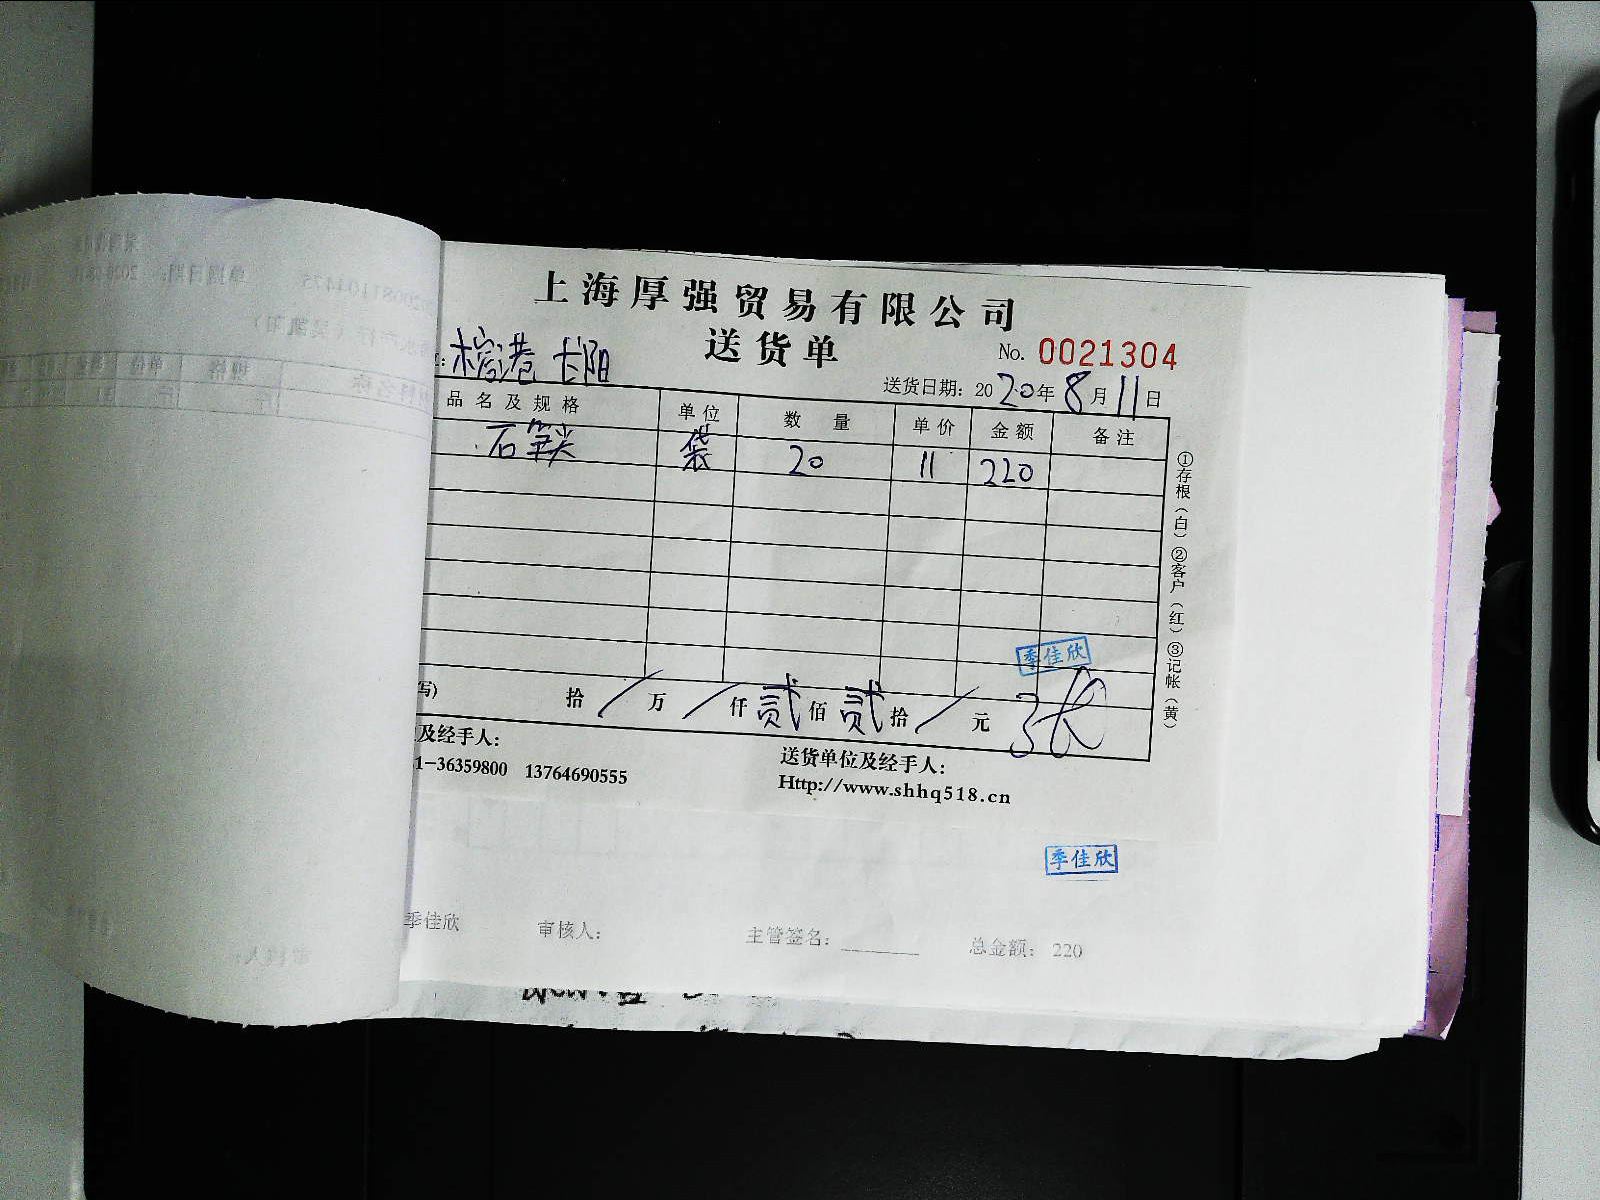 上海厚强贸易有限公司
送货单
No. 0021304
港 长阳
送货日期: 2020年8月11日
品名及规格 单位 数量 单价 金额 备注
石笋尖 袋 20 11 220
①存根(白)②客户(红)③记帐(黄)
季佳欣
写) 拾/万/仟贰佰贰拾/元
张
及经手人:
送货单位及经手人:
1-36359800 13764690555
Http://www.shhq518.cn
季佳欣
季佳欣 审核人: 主管签名: 总金额: 220